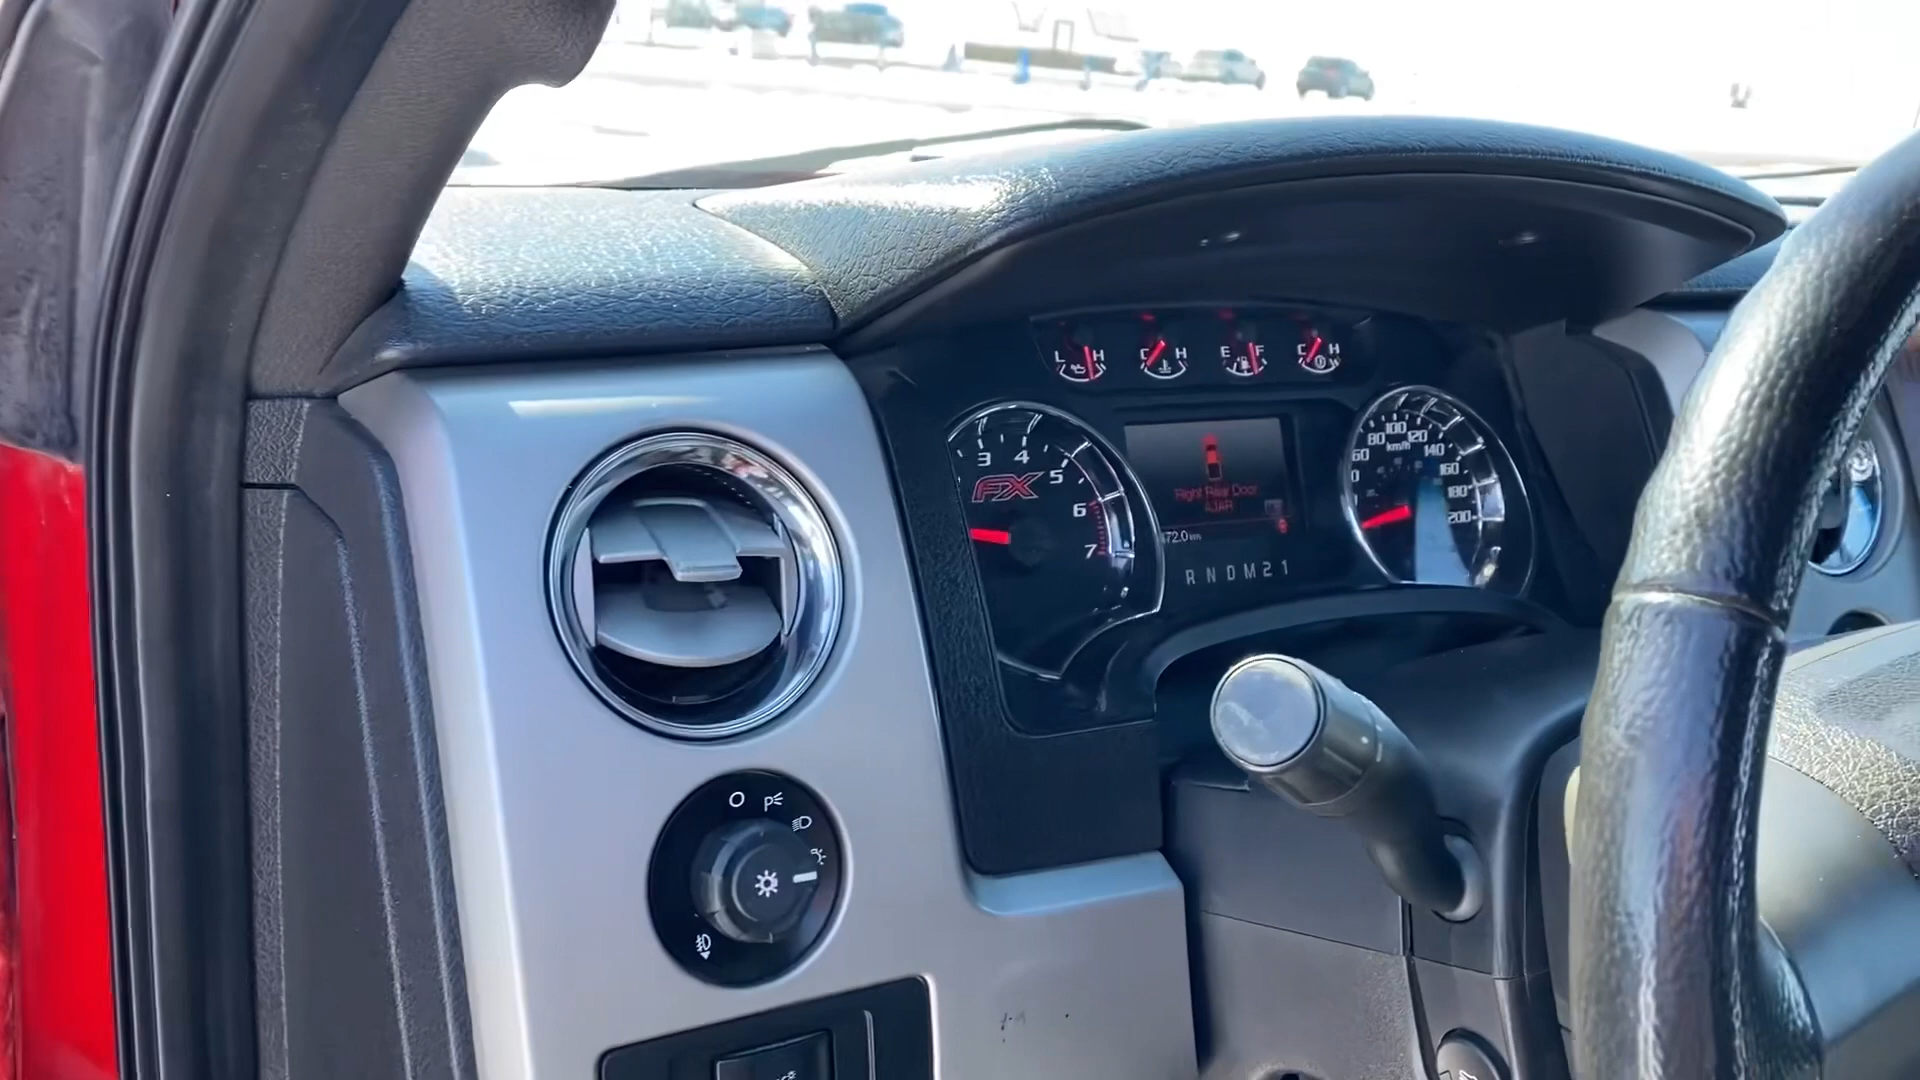 L H
C H
E F
C H
3 4 5 6 7
FX
Right Rear Door
AJAR
72.0 km
R N D M 2 1
60 80 100 120 140 160 180 200
km/h
O P